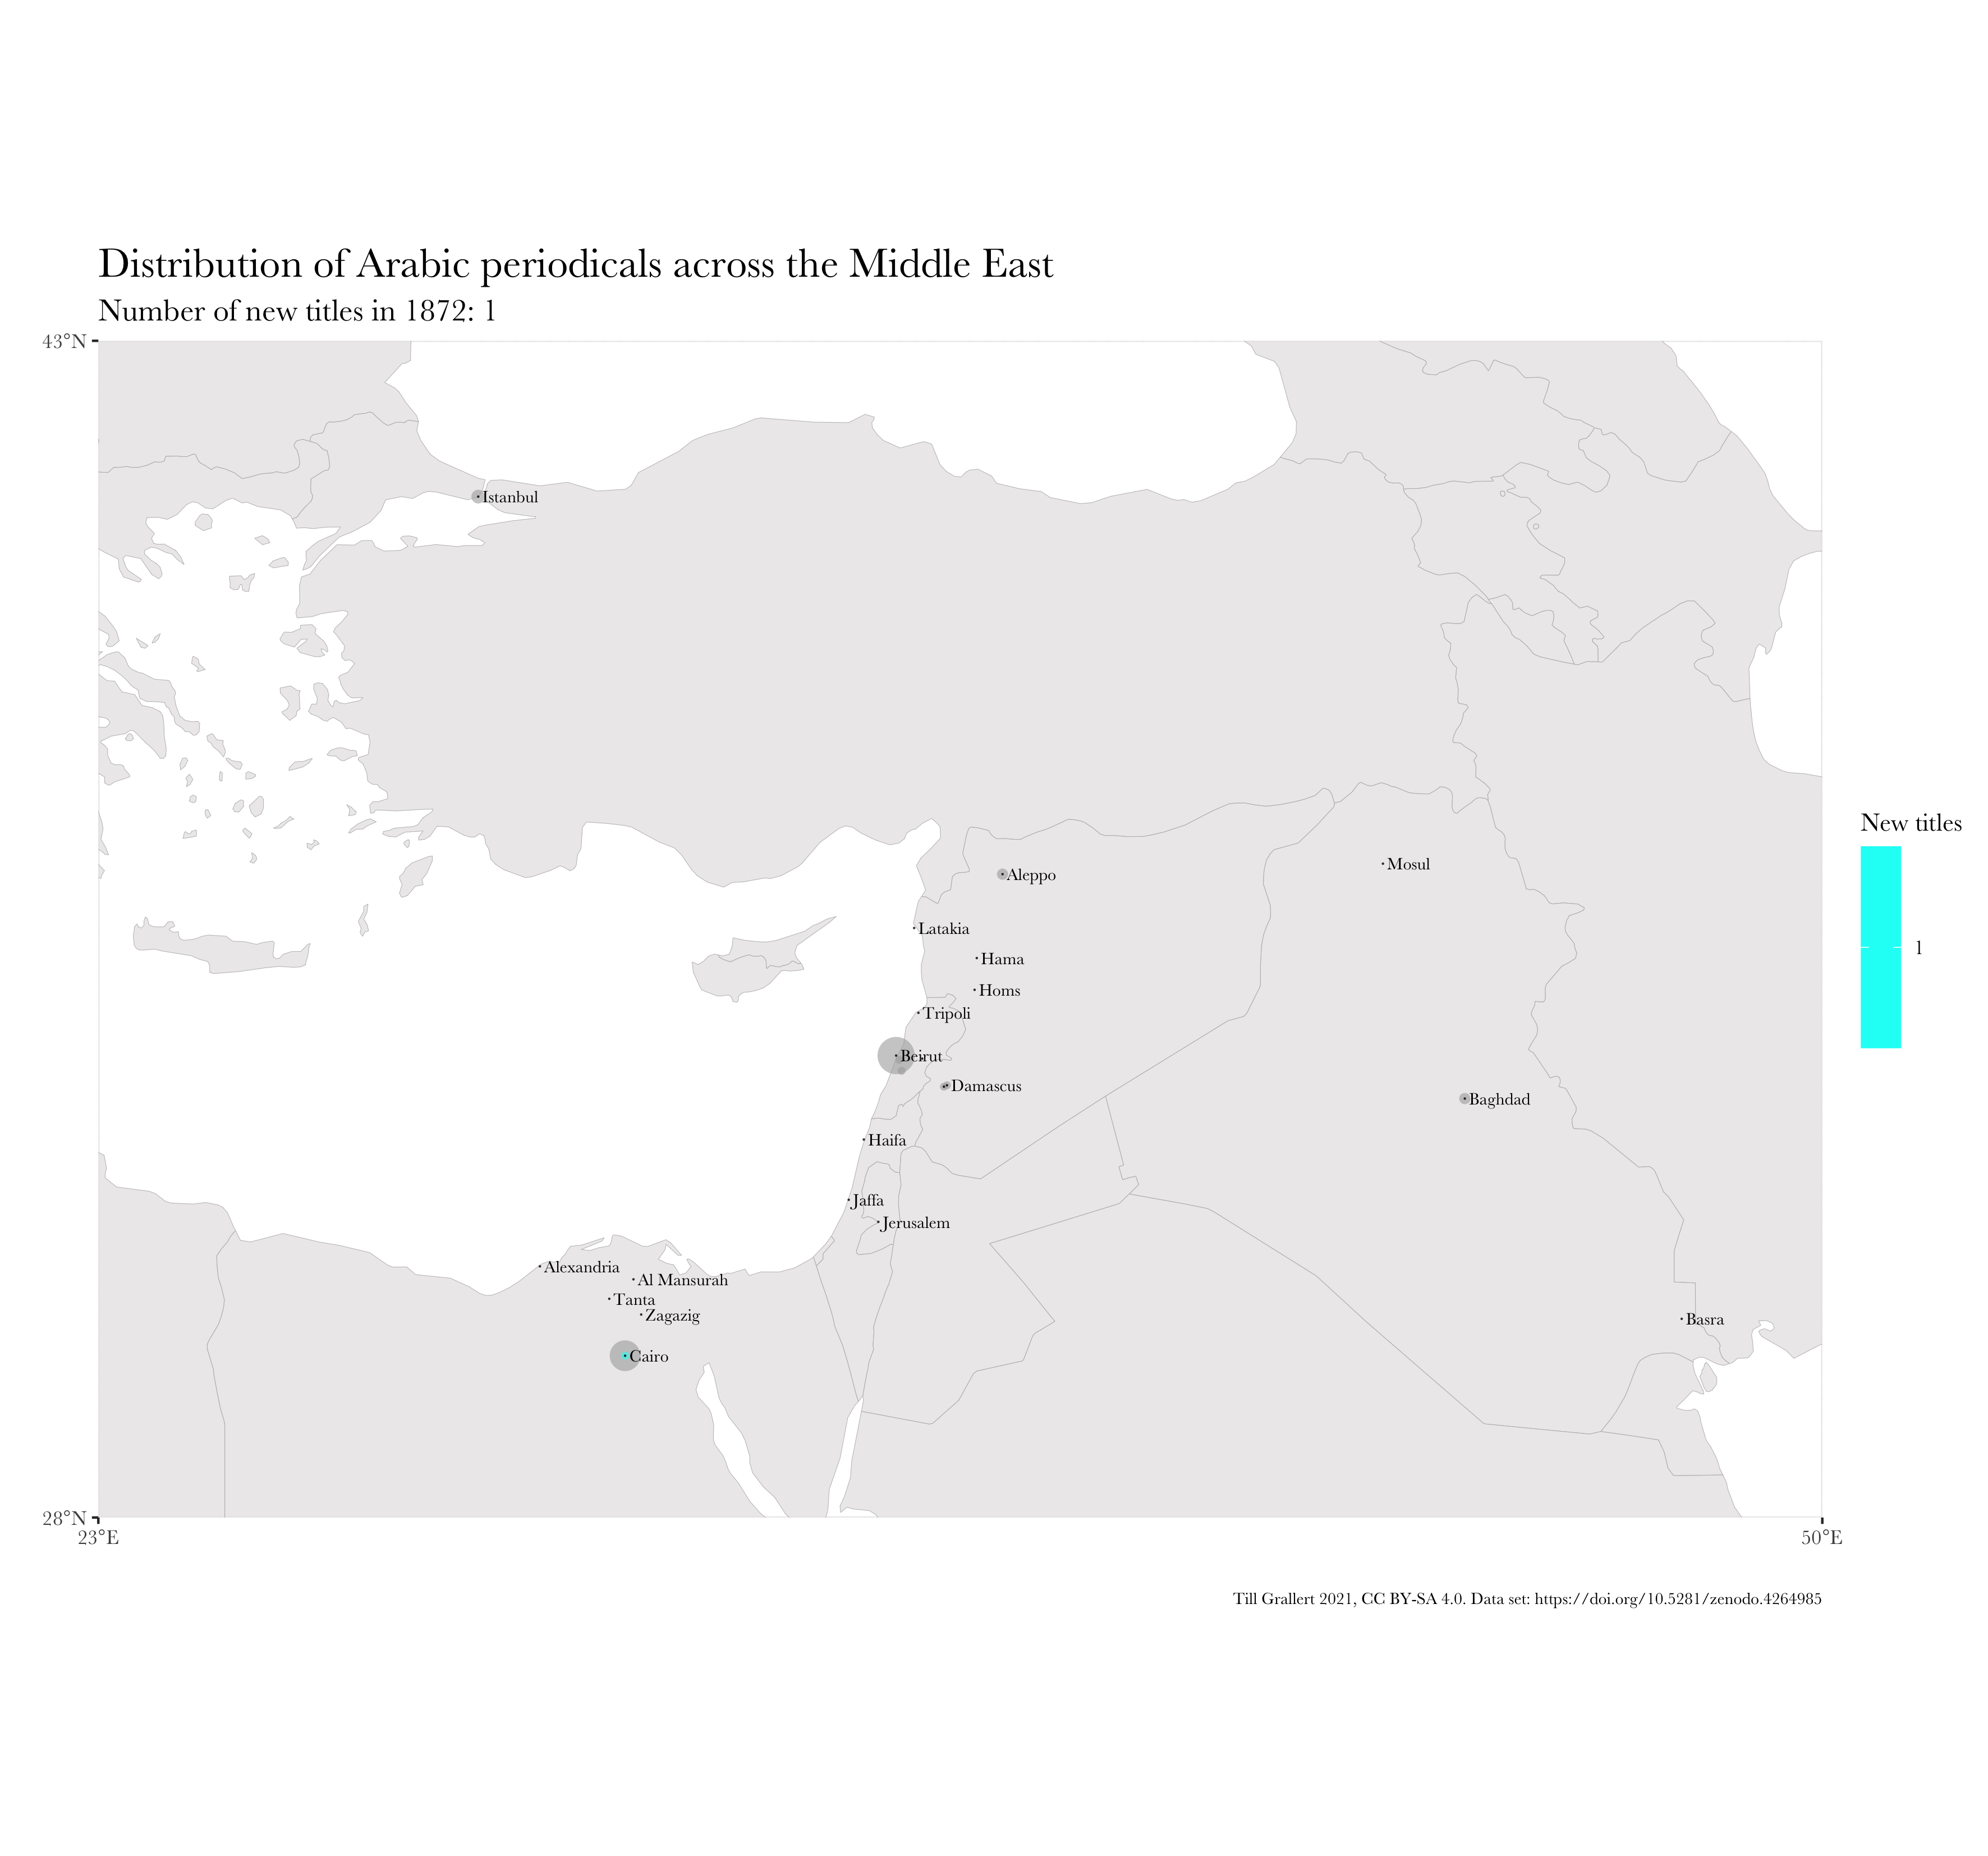 Distribution of Arabic periodicals across the Middle East
Number of new titles in 1872: 1
43°N
Istanbul
New titles
Mosul
Aleppo
Latakia
1
Hama
Homs
Tripoli
Beirut
Damascus
Baghdad
Haifa
Jaffa
Jerusalem
Alexandria
Al Mansurah
Tanta
Zagazig
Basra
Cairo
28°N
23°E
50°E
Till Grallert 2021, CC BY-SA 4.0. Data set: https://doi.org/10.5281/zenodo.4264985